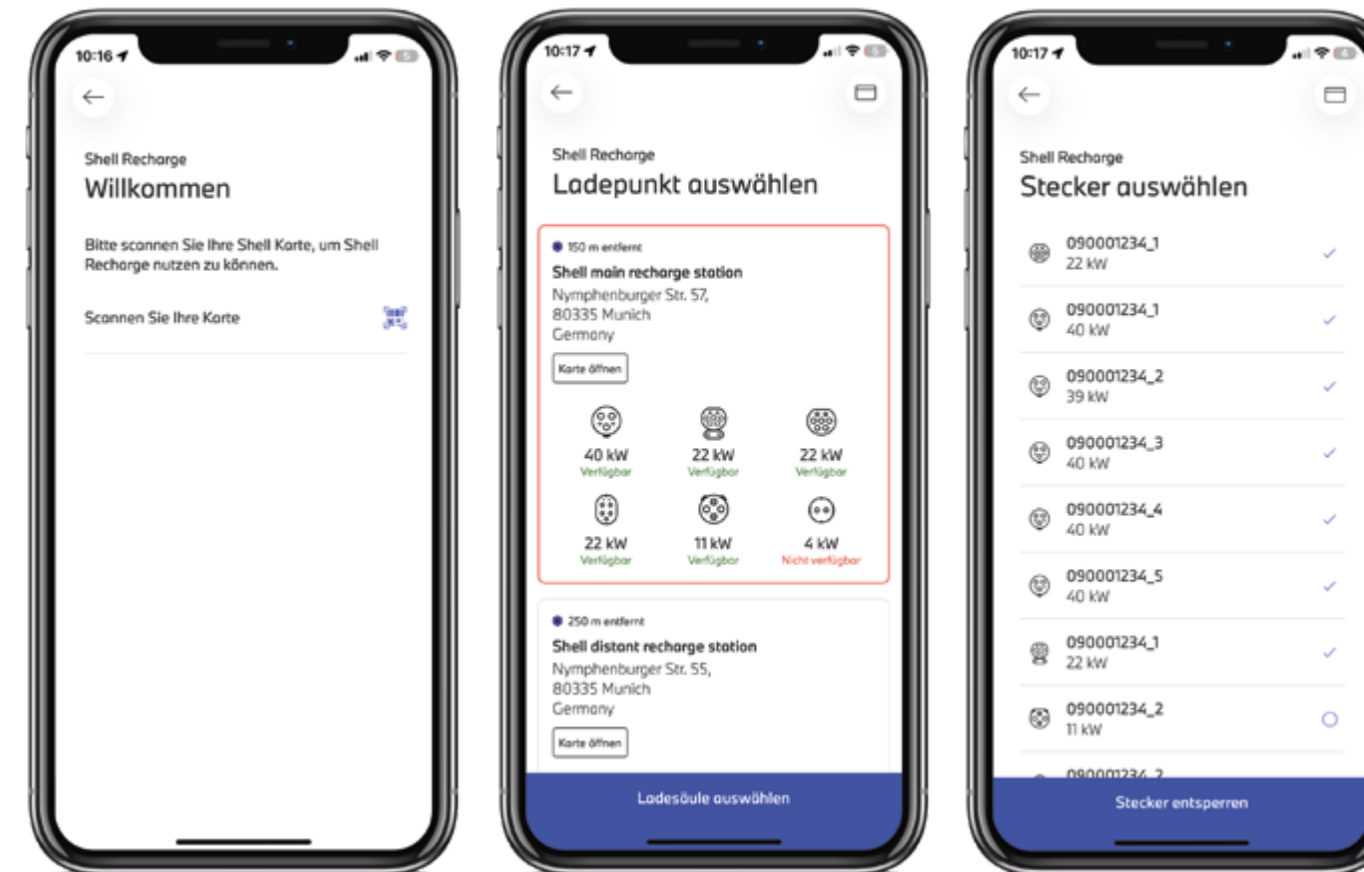 10:16
Shell Recharge
Willkommen
Bitte scannen Sie Ihre Shell Karte, um Shell
Recharge nutzen zu können.
Scannen Sie Ihre Karte
10:17
Shell Recharge
Ladepunkt auswählen
150 m entfernt
Shell main recharge station
Nymphenburger Str. 57,
80335 Munich
Germany
Karte öffnen
40 kW 22 kW 22 kW
Verfügbar Verfügbar Verfügbar
22 kW 11 kW 4 kW
Verfügbar Verfügbar Nicht verfügbar
250 m entfernt
Shell distant recharge station
Nymphenburger Str. 55,
80335 Munich
Germany
Karte öffnen
Ladesäule auswählen
10:17
Shell Recharge
Stecker auswählen
090001234_1
22 kW
090001234_1
40 kW
090001234_2
39 kW
090001234_3
40 kW
090001234_4
40 kW
090001234_5
40 kW
090001234_1
22 kW
090001234_2
11 kW
090001234_2
Stecker entsperren